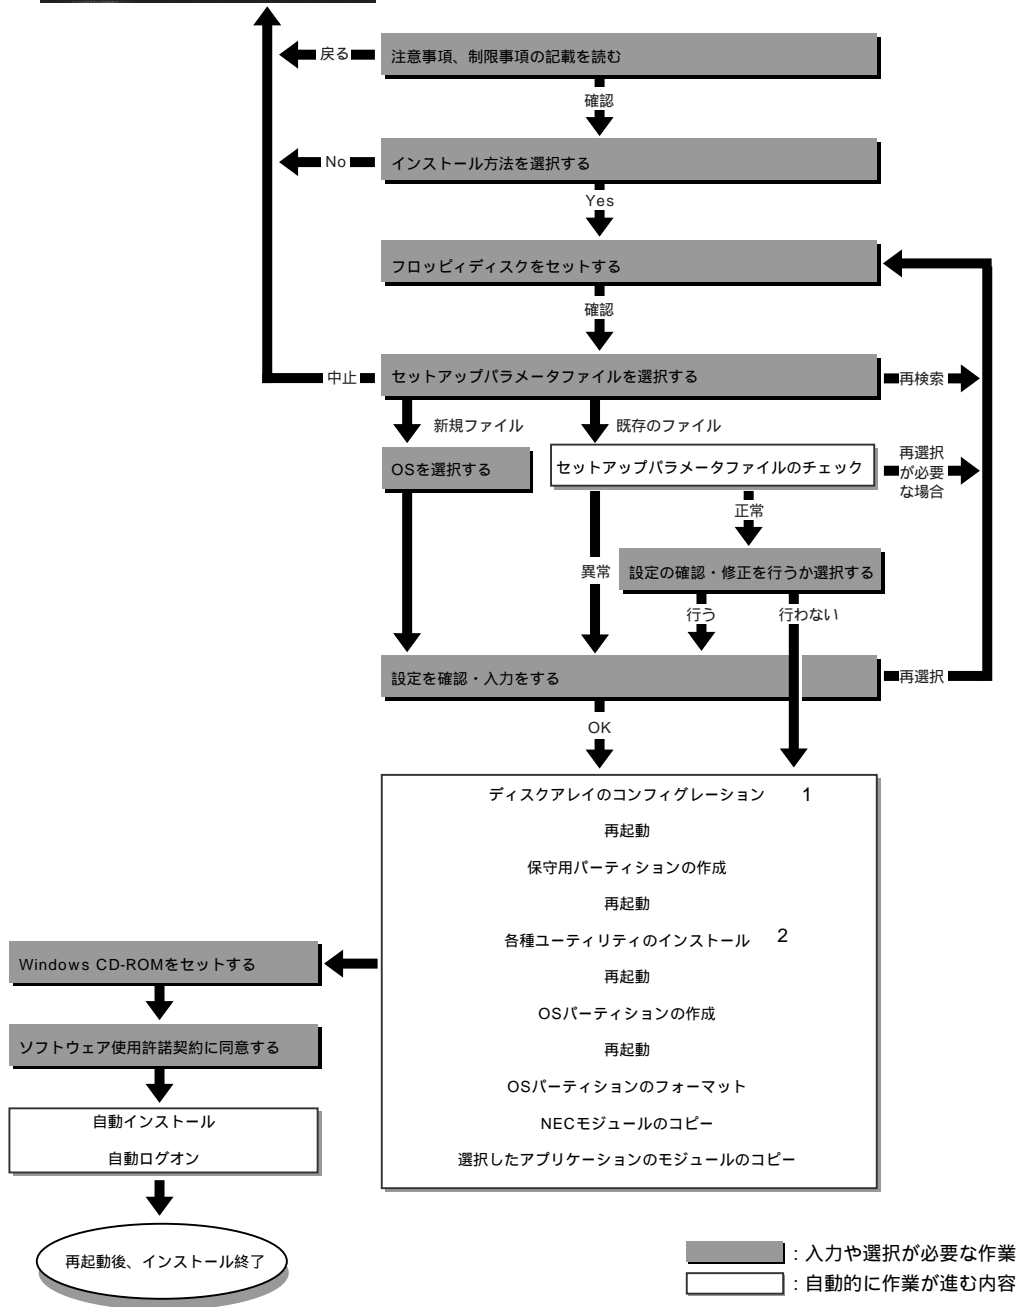 戻る
注意事項、制限事項の記載を読む
確認
No
インストール方法を選択する
Yes
フロッピィディスクをセットする
確認
中止
セットアップパラメータファイルを選択する
再検索
新規ファイル
既存のファイル
OSを選択する
セットアップパラメータファイルのチェック
再選択
が必要
な場合
正常
異常
設定の確認・修正を行うか選択する
行う
行わない
設定を確認・入力をする
再選択
OK
ディスクアレイのコンフィグレーション 1
再起動
保守用パーティションの作成
再起動
各種ユーティリティのインストール 2
再起動
OSパーティションの作成
再起動
OSパーティションのフォーマット
NECモジュールのコピー
選択したアプリケーションのモジュールのコピー
Windows CD-ROMをセットする
ソフトウェア使用許諾契約に同意する
自動インストール
自動ログオン
再起動後、インストール終了
：入力や選択が必要な作業
：自動的に作業が進む内容